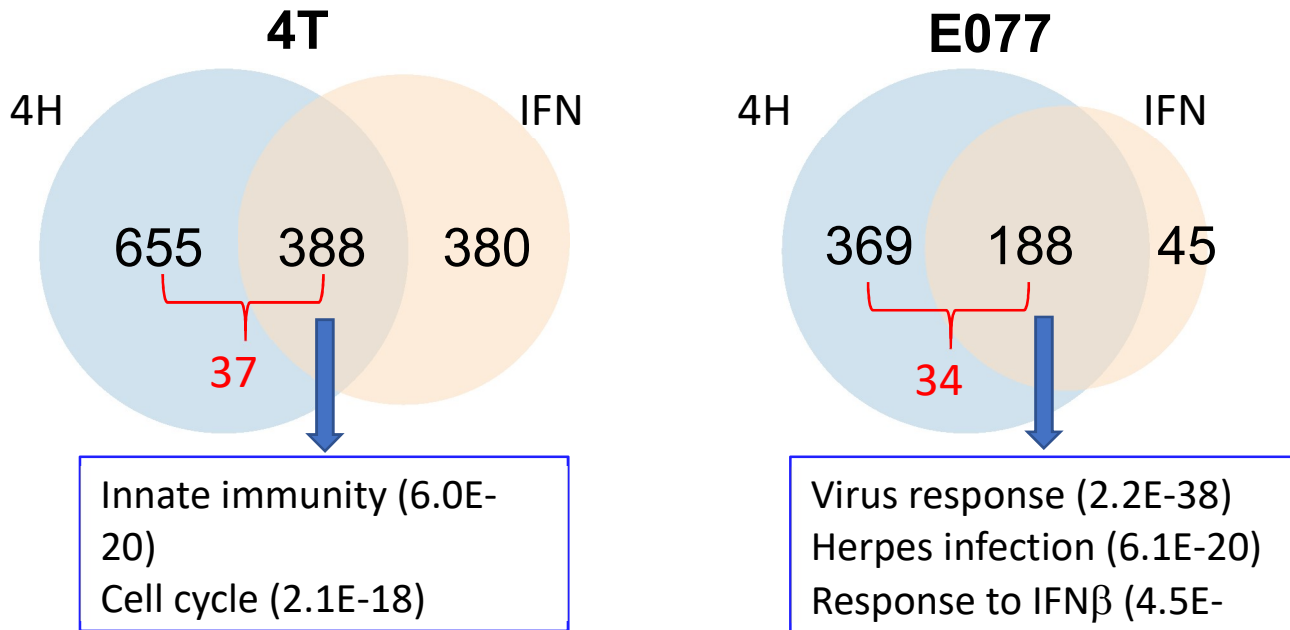 4T
4H
IFN
655
388
380
37
Innate immunity (6.0E-
20)
Cell cycle (2.1E-18)
E077
4H
IFN
369
188
45
34
Virus response (2.2E-38)
Herpes infection (6.1E-20)
Response to IFNβ (4.5E-